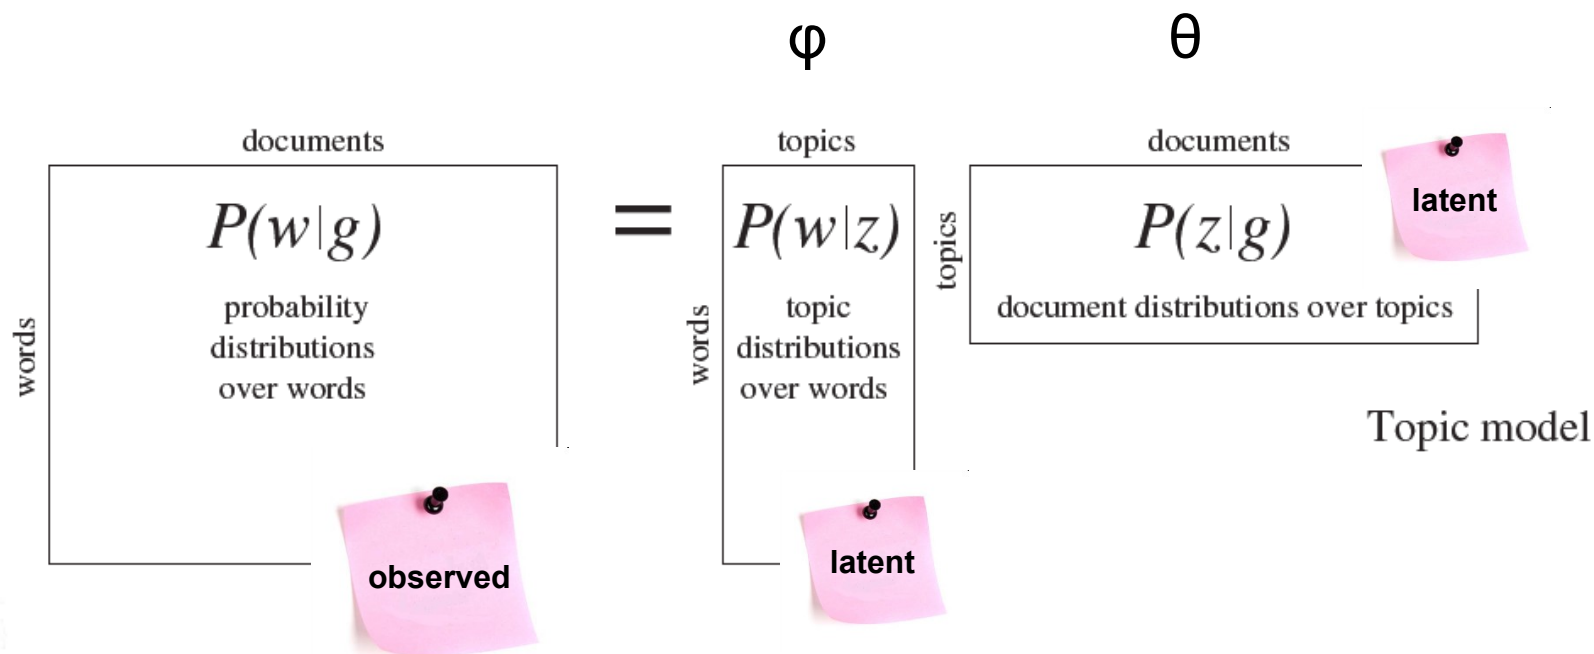 φ
θ
documents
topics
documents
P(w|g)
=
P(w|z)
topics
P(z|g)
latent
words
probability
distributions
over words
words
topic
distributions
over words
document distributions over topics
Topic model
observed
latent